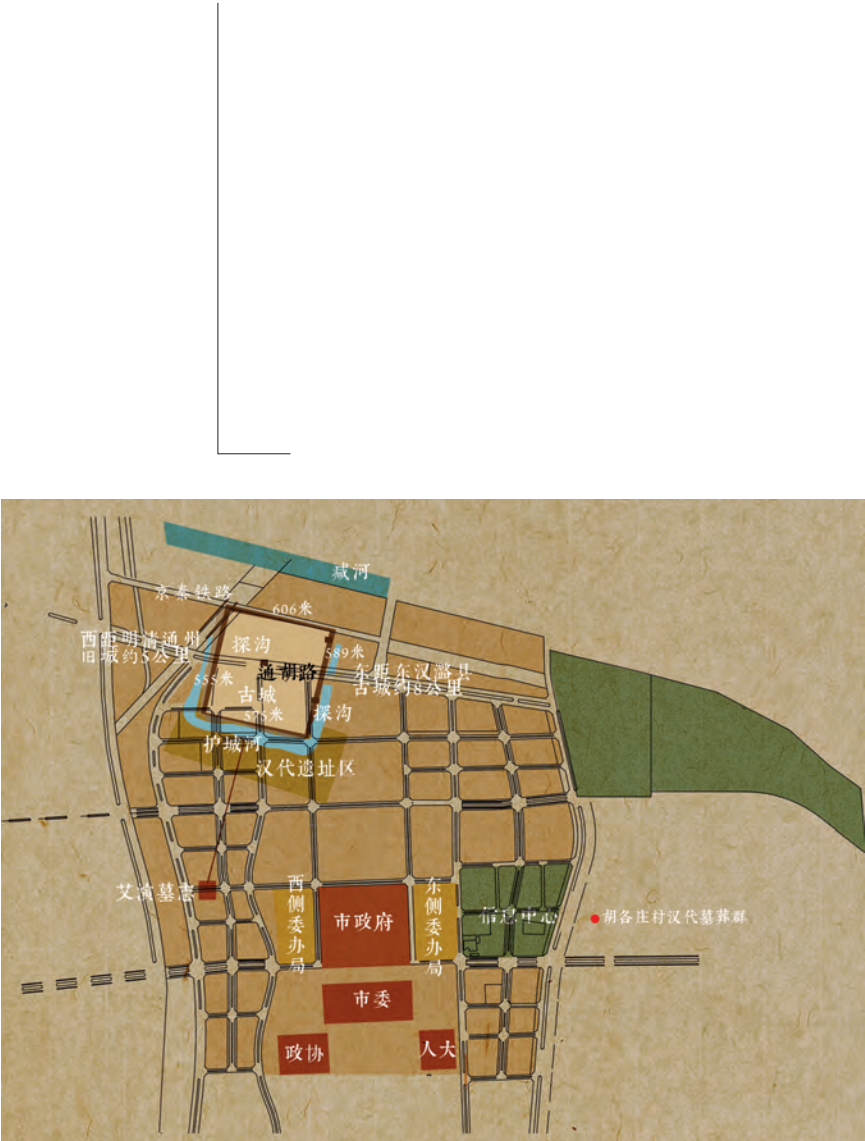 减河
京秦铁路
606米
西距明清通州
旧城约5公里
探沟
589米
通胡路
东距东汉潞县
古城约8公里
555米
古城
575米
探沟
护城河
汉代遗址区
艾演墓志
西侧委办局
市政府
东侧委办局
信息中心
胡各庄村汉代墓葬群
市委
政协
人大